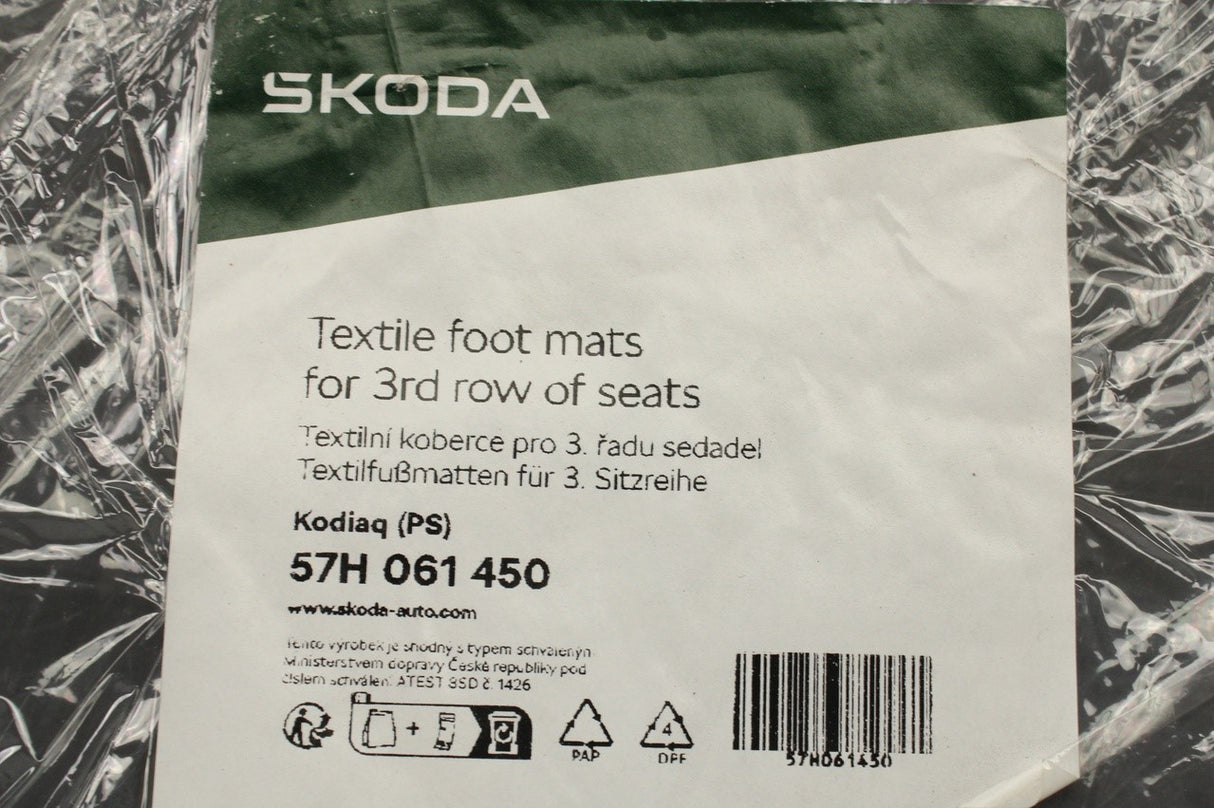 ŠKODA
Textile foot mats
for 3rd row of seats
Textilní koberce pro 3. řadu sedadel
Textilfußmatten für 3. Sitzreihe
Kodiaq (PS)
57H 061 450
www.skoda-auto.com
Tento výrobek je shodný s typem schváleným
Ministerstvem dopravy České republiky pod
číslem schválení ATEST 8SD č. 1426
+
4
PAP
57H061450